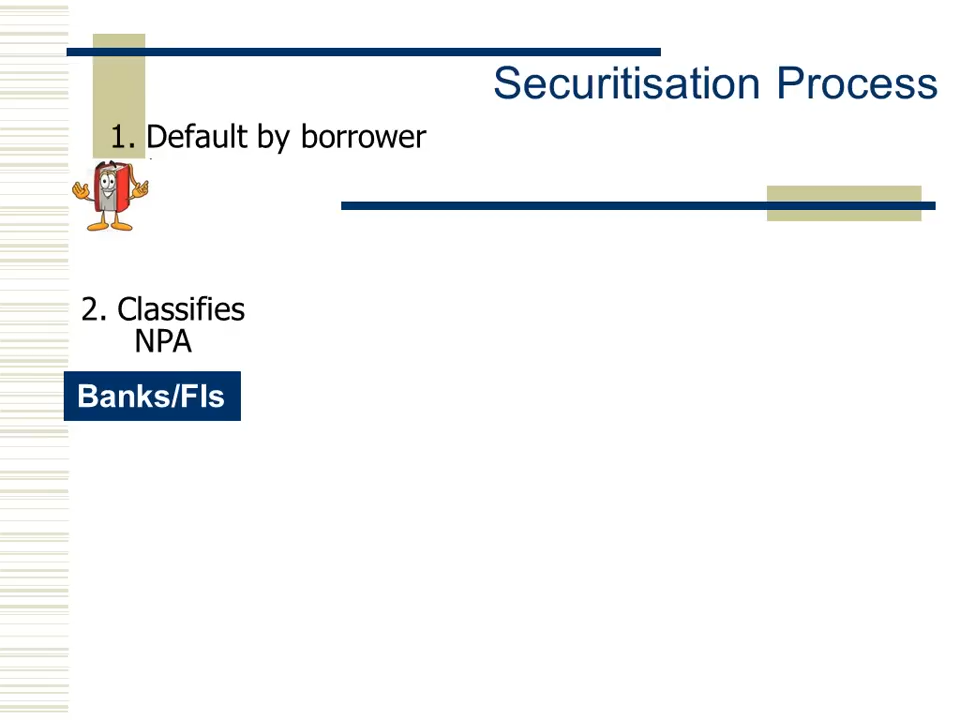 Securitisation Process
1. Default by borrower
2. Classifies
NPA
Banks/FIs